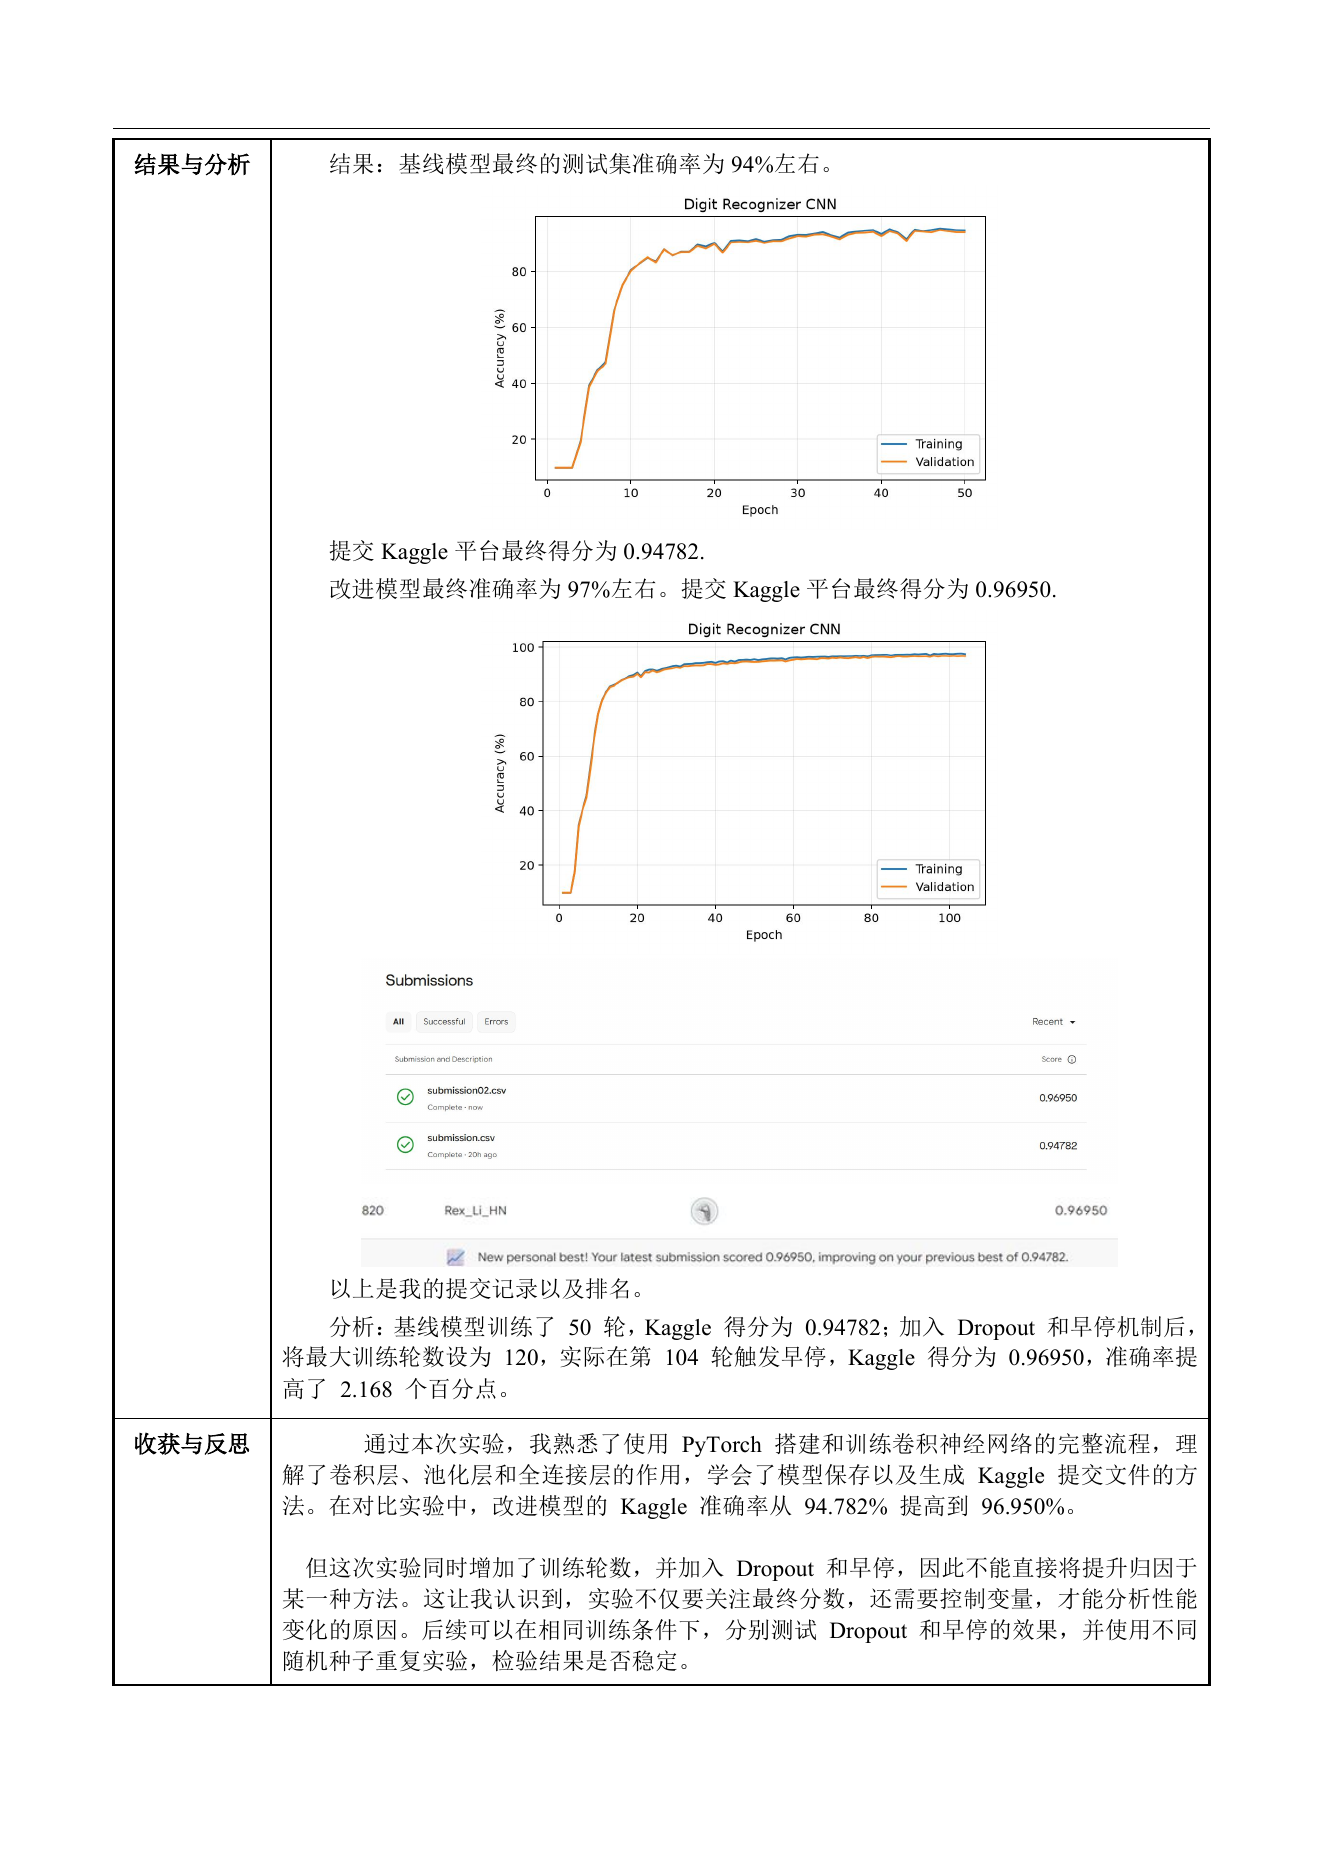 结果与分析
结果：基线模型最终的测试集准确率为 94%左右。
Digit Recognizer CNN
Accuracy (%)
80
60
40
20
Training
Validation
0 10 20 30 40 50
Epoch
提交 Kaggle 平台最终得分为 0.94782.
改进模型最终准确率为 97%左右。提交 Kaggle 平台最终得分为 0.96950.
Digit Recognizer CNN
Accuracy (%)
100
80
60
40
20
Training
Validation
0 20 40 60 80 100
Epoch
Submissions
All Successful Errors Recent
Submission and Description Score
submission02.csv
Complete · now
0.96950
submission.csv
Complete · 20h ago
0.94782
820 Rex_Li_HN 0.96950
New personal best! Your latest submission scored 0.96950, improving on your previous best of 0.94782.
以上是我的提交记录以及排名。
分析：基线模型训练了 50 轮，Kaggle 得分为 0.94782；加入 Dropout 和早停机制后，
将最大训练轮数设为 120，实际在第 104 轮触发早停，Kaggle 得分为 0.96950，准确率提
高了 2.168 个百分点。
收获与反思
通过本次实验，我熟悉了使用 PyTorch 搭建和训练卷积神经网络的完整流程，理
解了卷积层、池化层和全连接层的作用，学会了模型保存以及生成 Kaggle 提交文件的方
法。在对比实验中，改进模型的 Kaggle 准确率从 94.782% 提高到 96.950%。
但这次实验同时增加了训练轮数，并加入 Dropout 和早停，因此不能直接将提升归因于
某一种方法。这让我认识到，实验不仅要关注最终分数，还需要控制变量，才能分析性能
变化的原因。后续可以在相同训练条件下，分别测试 Dropout 和早停的效果，并使用不同
随机种子重复实验，检验结果是否稳定。